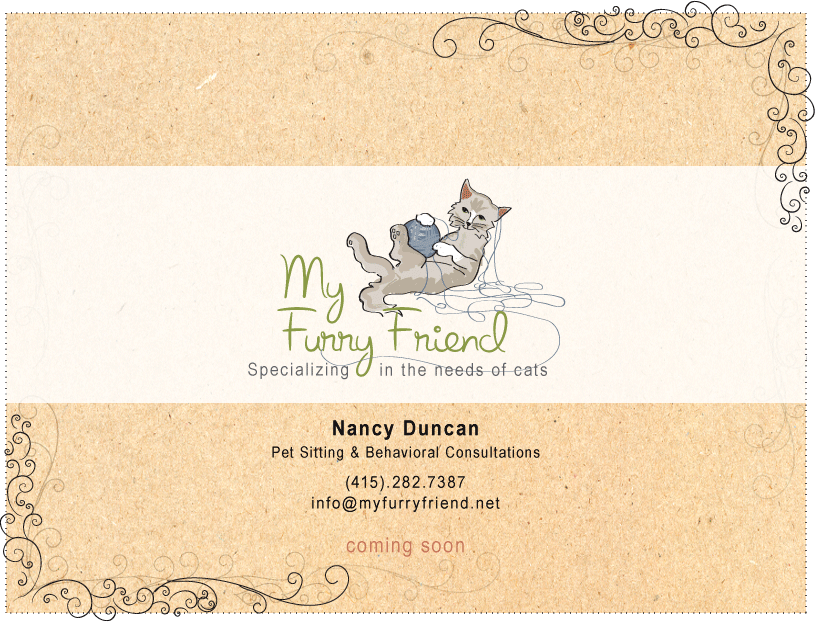 My
Furry Friend
Specializing in the needs of cats
Nancy Duncan
Pet Sitting & Behavioral Consultations
(415).282.7387
info@myfurryfriend.net
coming soon